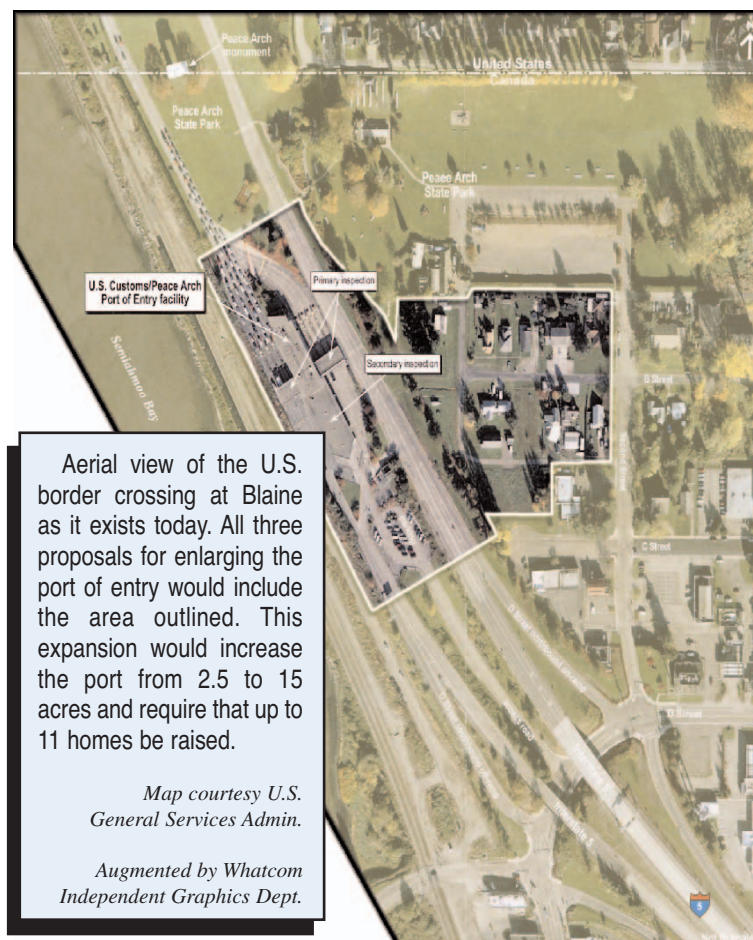 Peace Arch
monument
United States
Canada
Peace Arch
State Park
Peace Arch
State Park
U.S. Customs/Peace Arch
Port of Entry facility
Primary inspection
Secondary inspection
Semiahmoo Bay
B Street
C Street
D Street
Interstate 5
5
Aerial view of the U.S.
border crossing at Blaine
as it exists today. All three
proposals for enlarging the
port of entry would include
the area outlined. This
expansion would increase
the port from 2.5 to 15
acres and require that up to
11 homes be raised.
Map courtesy U.S.
General Services Admin.
Augmented by Whatcom
Independent Graphics Dept.